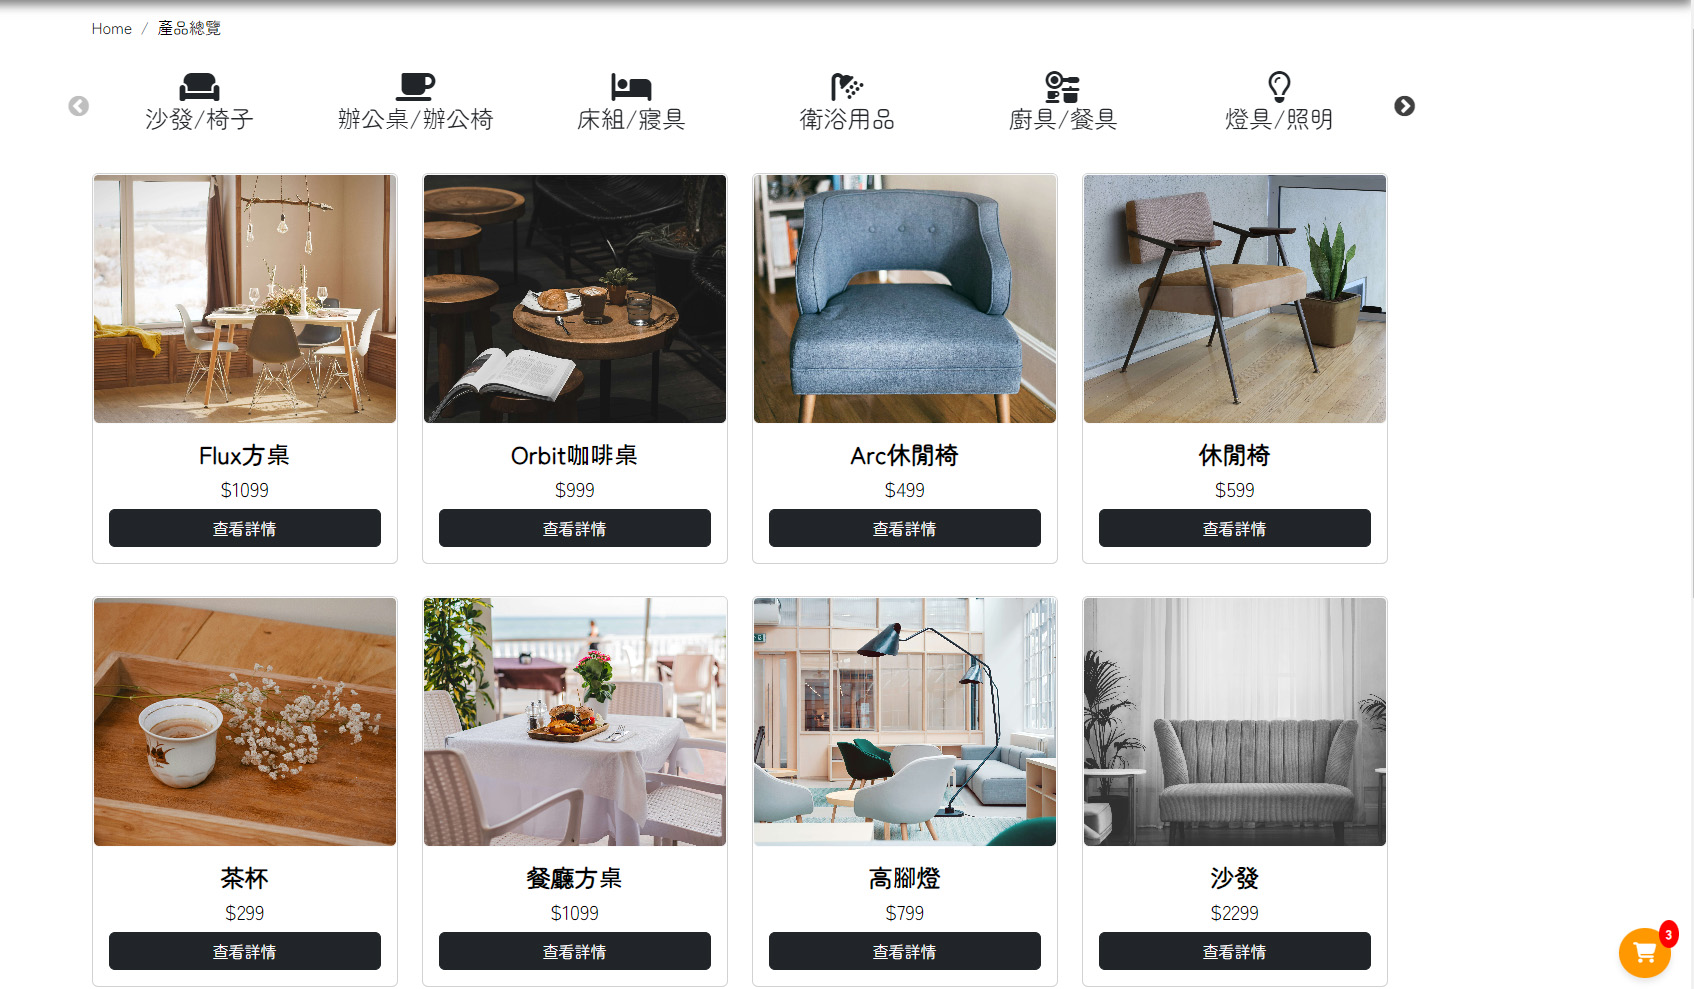 Home / 產品總覽
沙發/椅子 辦公桌/辦公椅 床組/寢具 衛浴用品 廚具/餐具 燈具/照明
Flux方桌 Orbit咖啡桌 Arc休閒椅 休閒椅
$1099 $999 $499 $599
查看詳情 查看詳情 查看詳情 查看詳情
茶杯 餐廳方桌 高腳燈 沙發
$299 $1099 $799 $2299
查看詳情 查看詳情 查看詳情 查看詳情
3